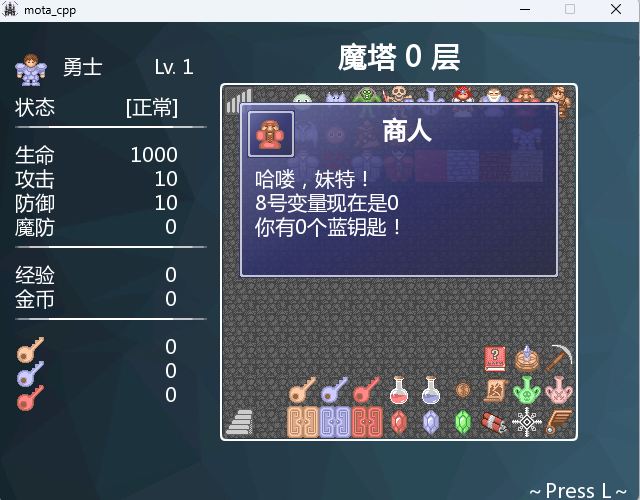 mota_cpp
勇士 Lv. 1
状态 [正常]
生命 1000
攻击 10
防御 10
魔防 0
经验 0
金币 0
0
0
0
魔塔 0 层
商人
哈喽，妹特！
8号变量现在是0
你有0个蓝钥匙！
?
~ Press L ~